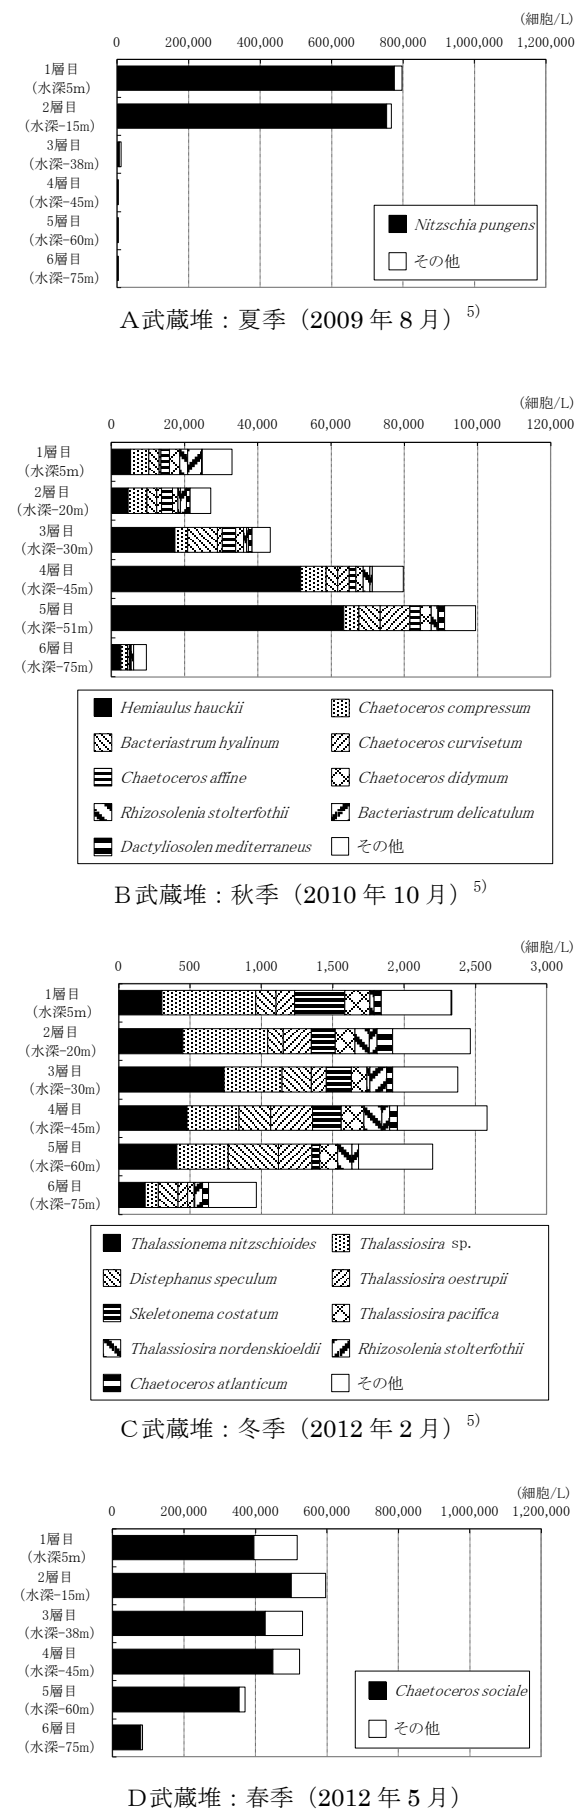 (細胞/L)
0 200,000 400,000 600,000 800,000 1,000,000 1,200,000
1層目
(水深5m)
2層目
(水深-15m)
3層目
(水深-38m)
4層目
(水深-45m)
5層目
(水深-60m)
6層目
(水深-75m)
Nitzschia pungens
その他
A武蔵堆：夏季（2009年8月）5)
(細胞/L)
0 20,000 40,000 60,000 80,000 100,000 120,000
1層目
(水深5m)
2層目
(水深-20m)
3層目
(水深-30m)
4層目
(水深-45m)
5層目
(水深-51m)
6層目
(水深-75m)
Hemiaulus hauckii Chaetoceros compressum
Bacteriastrum hyalinum Chaetoceros curvisetum
Chaetoceros affine Chaetoceros didymum
Rhizosolenia stolterfothii Bacteriastrum delicatulum
Dactyliosolen mediterraneus その他
B武蔵堆：秋季（2010年10月）5)
(細胞/L)
0 500 1,000 1,500 2,000 2,500 3,000
1層目
(水深5m)
2層目
(水深-20m)
3層目
(水深-30m)
4層目
(水深-45m)
5層目
(水深-60m)
6層目
(水深-75m)
Thalassionema nitzschioides Thalassiosira sp.
Distephanus speculum Thalassiosira oestrupii
Skeletonema costatum Thalassiosira pacifica
Thalassiosira nordenskioeldii Rhizosolenia stolterfothii
Chaetoceros atlanticum その他
C武蔵堆：冬季（2012年2月）5)
(細胞/L)
0 200,000 400,000 600,000 800,000 1,000,000 1,200,000
1層目
(水深5m)
2層目
(水深-15m)
3層目
(水深-38m)
4層目
(水深-45m)
5層目
(水深-60m)
6層目
(水深-75m)
Chaetoceros sociale
その他
D武蔵堆：春季（2012年5月）